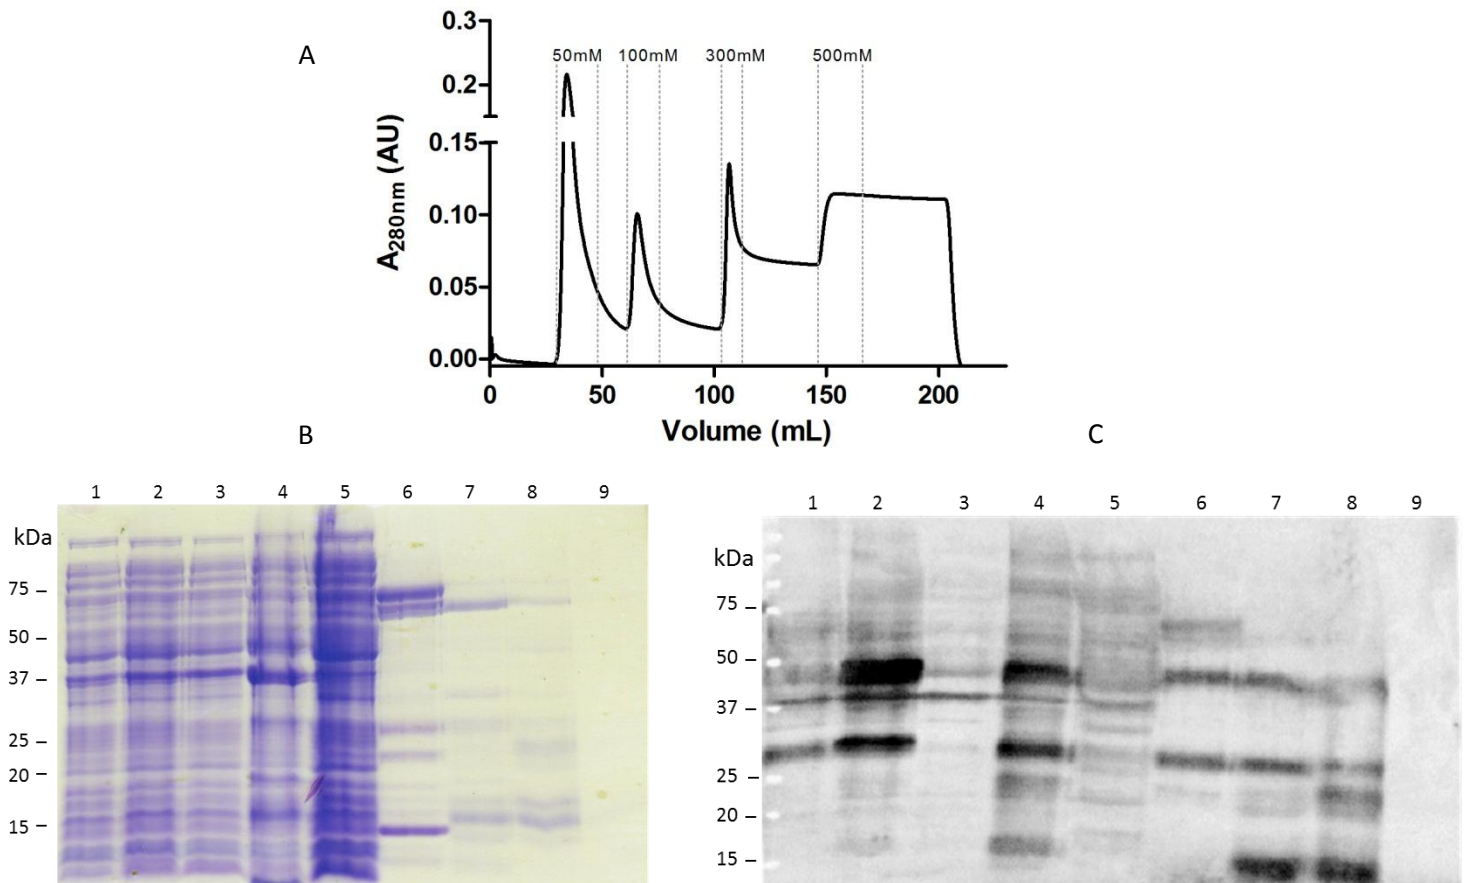 A
0.3
50mM 100mM 300mM 500mM
0.2
0.15
0.10
0.05
0.00
A280nm (AU)
0 50 100 150 200
Volume (mL)
B
1 2 3 4 5 6 7 8 9
kDa
75 –
50 –
37 –
25 –
20 –
15 –
C
1 2 3 4 5 6 7 8 9
kDa
75 –
50 –
37 –
25 –
20 –
15 –